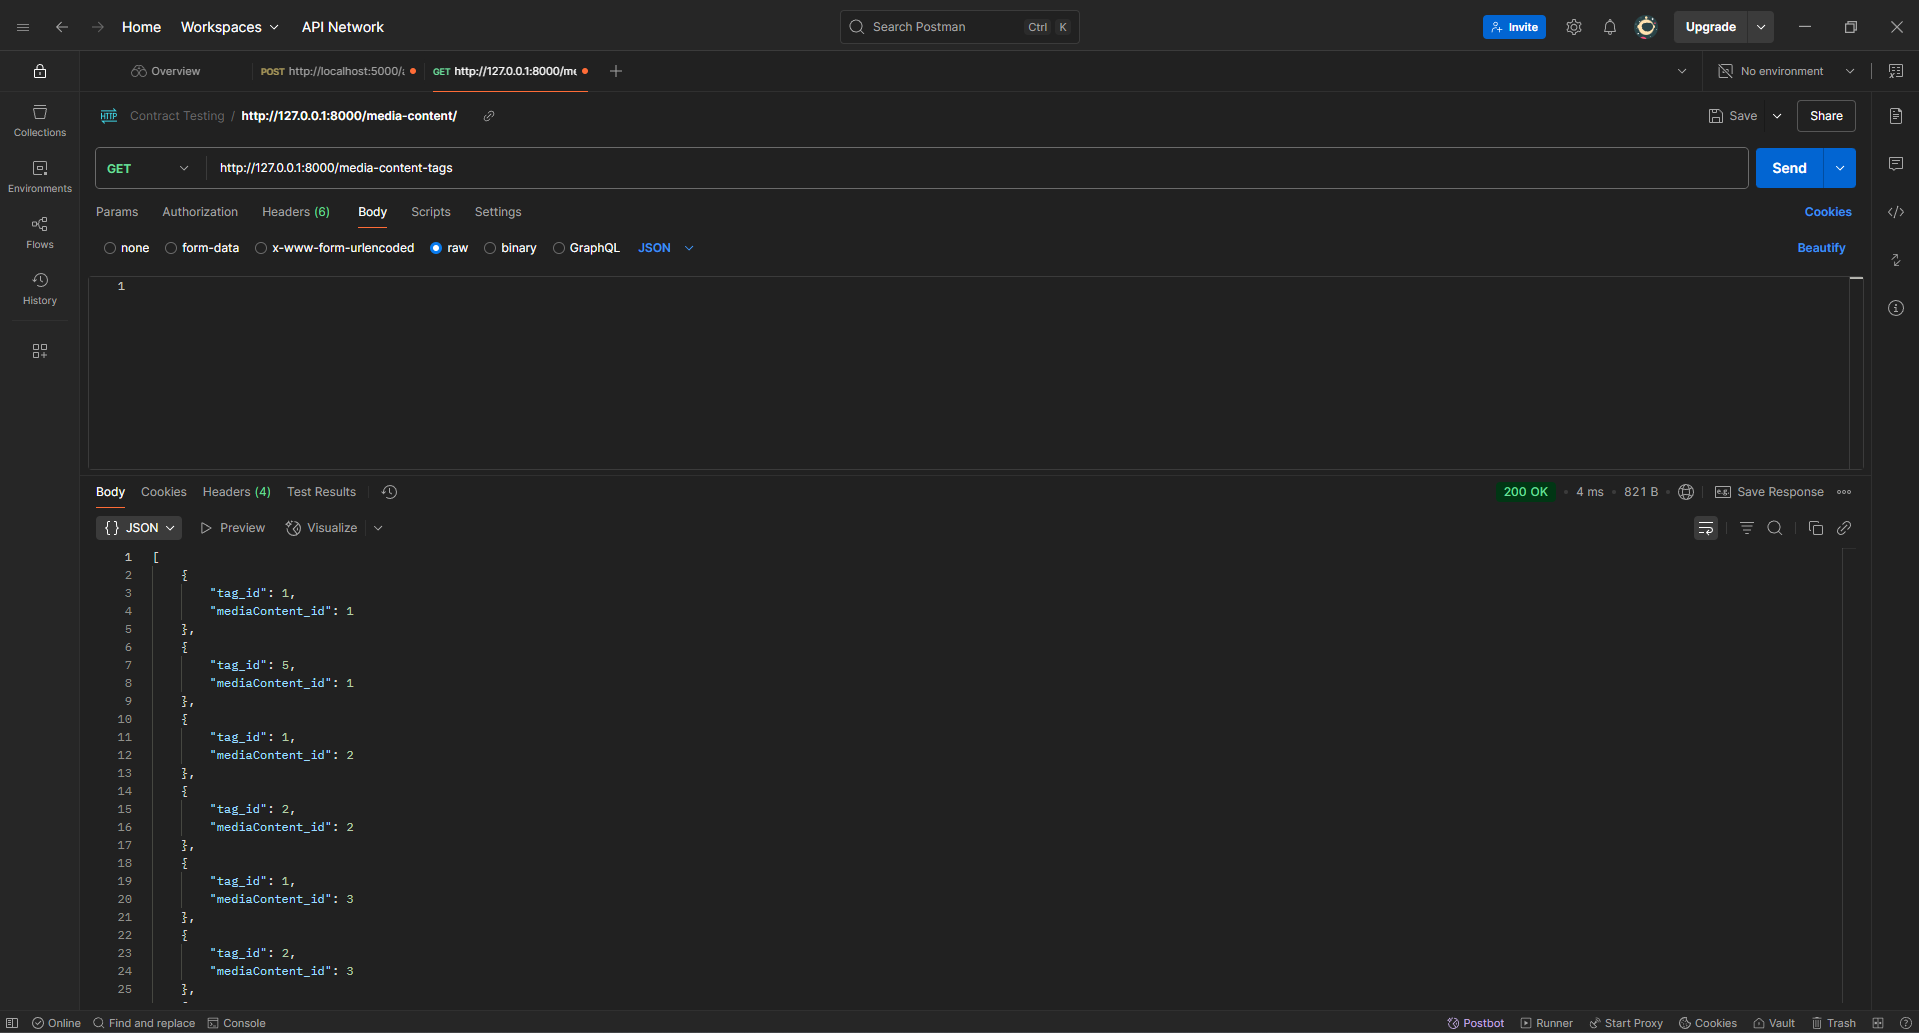 Home Workspaces API Network Search Postman Ctrl K Invite Upgrade
Overview POST http://localhost:5000/ GET http://127.0.0.1:8000/me No environment
Collections
Environments
Flows
History
HTTP Contract Testing / http://127.0.0.1:8000/media-content/ Save Share
GET http://127.0.0.1:8000/media-content-tags Send
Params Authorization Headers (6) Body Scripts Settings Cookies
none form-data x-www-form-urlencoded raw binary GraphQL JSON Beautify
1
Body Cookies Headers (4) Test Results 200 OK 4 ms 821 B e.g. Save Response
{} JSON Preview Visualize
1 [
2 {
3 "tag_id": 1,
4 "mediaContent_id": 1
5 },
6 {
7 "tag_id": 5,
8 "mediaContent_id": 1
9 },
10 {
11 "tag_id": 1,
12 "mediaContent_id": 2
13 },
14 {
15 "tag_id": 2,
16 "mediaContent_id": 2
17 },
18 {
19 "tag_id": 1,
20 "mediaContent_id": 3
21 },
22 {
23 "tag_id": 2,
24 "mediaContent_id": 3
25 },
Online Find and replace Console Postbot Runner Start Proxy Cookies Vault Trash